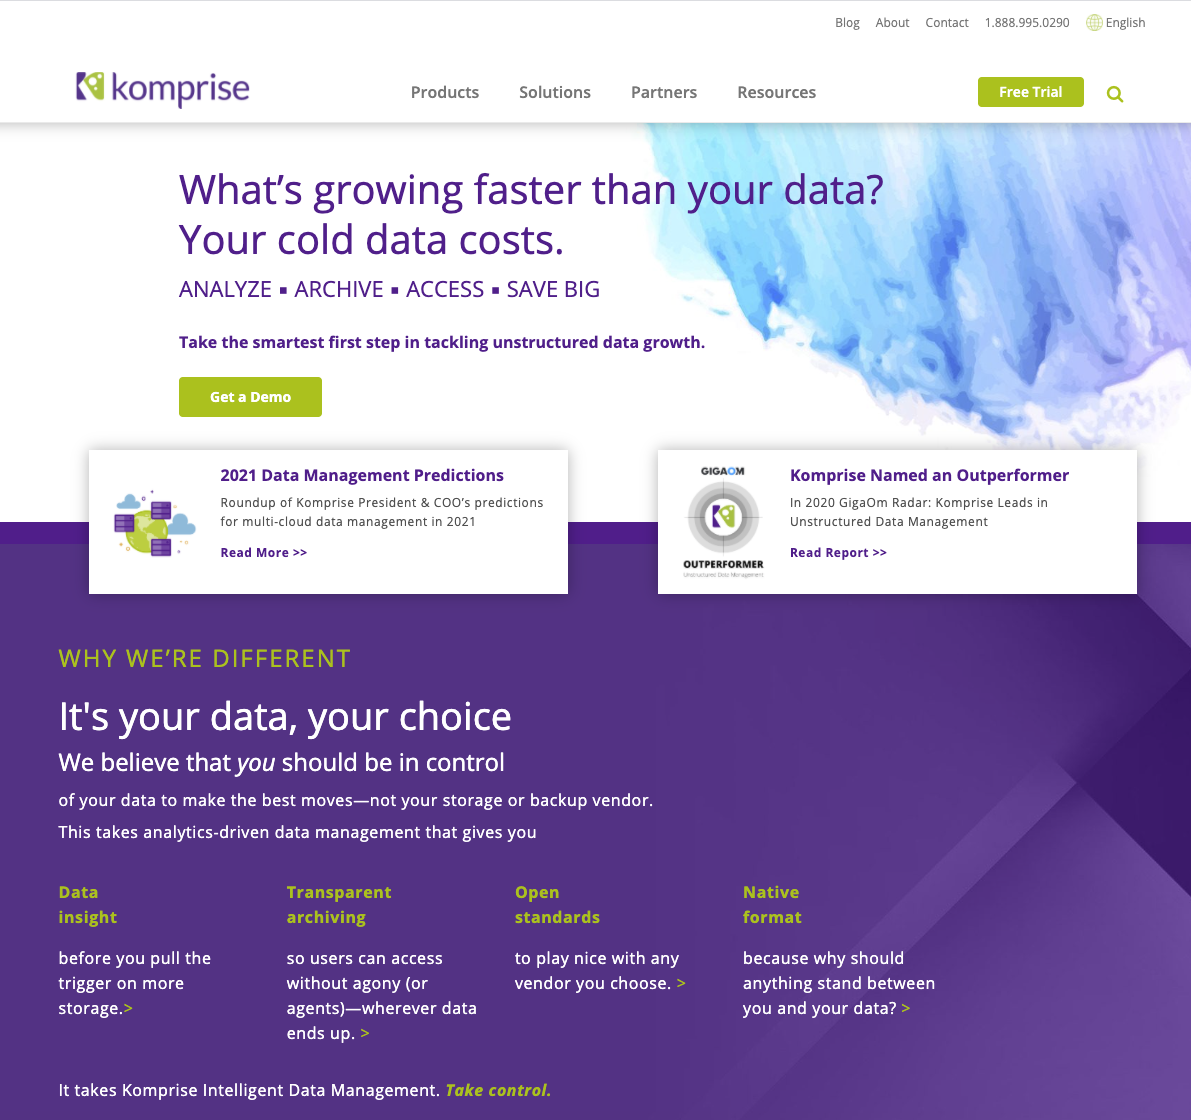 Blog About Contact 1.888.995.0290 English
komprise
Products Solutions Partners Resources Free Trial
What’s growing faster than your data?
Your cold data costs.
ANALYZE ▪ ARCHIVE ▪ ACCESS ▪ SAVE BIG
Take the smartest first step in tackling unstructured data growth.
Get a Demo
2021 Data Management Predictions
Roundup of Komprise President & COO’s predictions
for multi-cloud data management in 2021
Read More >>
GIGAOM
OUTPERFORMER
Unstructured Data Management
Komprise Named an Outperformer
In 2020 GigaOm Radar: Komprise Leads in
Unstructured Data Management
Read Report >>
WHY WE’RE DIFFERENT
It's your data, your choice
We believe that you should be in control
of your data to make the best moves—not your storage or backup vendor.
This takes analytics-driven data management that gives you
Data
insight
before you pull the
trigger on more
storage.>
Transparent
archiving
so users can access
without agony (or
agents)—wherever data
ends up. >
Open
standards
to play nice with any
vendor you choose. >
Native
format
because why should
anything stand between
you and your data? >
It takes Komprise Intelligent Data Management. Take control.